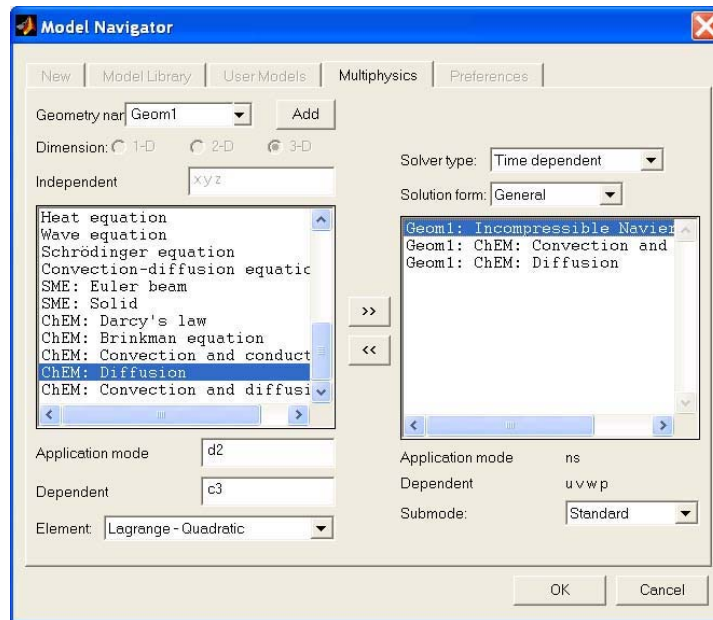 Model Navigator
New
Model Library
User Models
Multiphysics
Preferences
Geometry nar
Geom1
Add
Dimension:
1-D
2-D
3-D
Independent
x y z
Heat equation
Wave equation
Schrödinger equation
Convection-diffusion equatic
SME: Euler beam
SME: Solid
ChEM: Darcy's law
ChEM: Brinkman equation
ChEM: Convection and conduct
ChEM: Diffusion
ChEM: Convection and diffusi
Application mode
d2
Dependent
c3
Element:
Lagrange - Quadratic
>>
<<
Solver type:
Time dependent
Solution form:
General
Geom1: Incompressible Navier
Geom1: ChEM: Convection and
Geom1: ChEM: Diffusion
Application mode
ns
Dependent
u v w p
Submode:
Standard
OK
Cancel